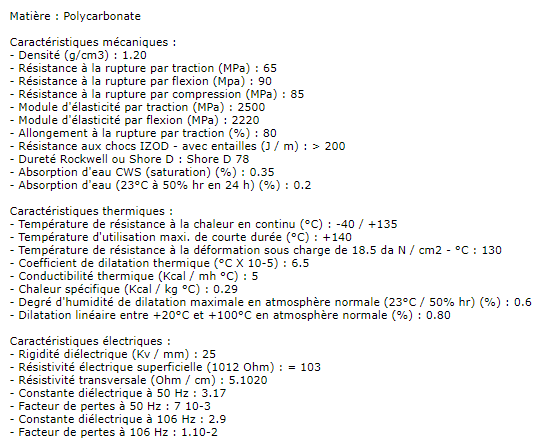 Matière : Polycarbonate
Caractéristiques mécaniques :
- Densité (g/cm3) : 1.20
- Résistance à la rupture par traction (MPa) : 65
- Résistance à la rupture par flexion (Mpa) : 90
- Résistance à la rupture par compression (MPa) : 85
- Module d'élasticité par traction (MPa) : 2500
- Module d'élasticité par flexion (MPa) : 2220
- Allongement à la rupture par traction (%) : 80
- Résistance aux chocs IZOD - avec entailles (J / m) : > 200
- Dureté Rockwell ou Shore D : Shore D 78
- Absorption d'eau CWS (saturation) (%) : 0.35
- Absorption d'eau (23°C à 50% hr en 24 h) (%) : 0.2
Caractéristiques thermiques :
- Température de résistance à la chaleur en continu (°C) : -40 / +135
- Température d'utilisation maxi. de courte durée (°C) : +140
- Température de résistance à la déformation sous charge de 18.5 da N / cm2 - °C : 130
- Coefficient de dilatation thermique (°C X 10-5) : 6.5
- Conductibilité thermique (Kcal / mh °C) : 5
- Chaleur spécifique (Kcal / kg °C) : 0.29
- Degré d'humidité de dilatation maximale en atmosphère normale (23°C / 50% hr) (%) : 0.6
- Dilatation linéaire entre +20°C et +100°C en atmosphère normale (%) : 0.80
Caractéristiques électriques :
- Rigidité diélectrique (Kv / mm) : 25
- Résistivité électrique superficielle (1012 Ohm) : = 103
- Résistivité transversale (Ohm / cm) : 5.1020
- Constante diélectrique à 50 Hz : 3.17
- Facteur de pertes à 50 Hz : 7 10-3
- Constante diélectrique à 106 Hz : 2.9
- Facteur de pertes à 106 Hz : 1.10-2